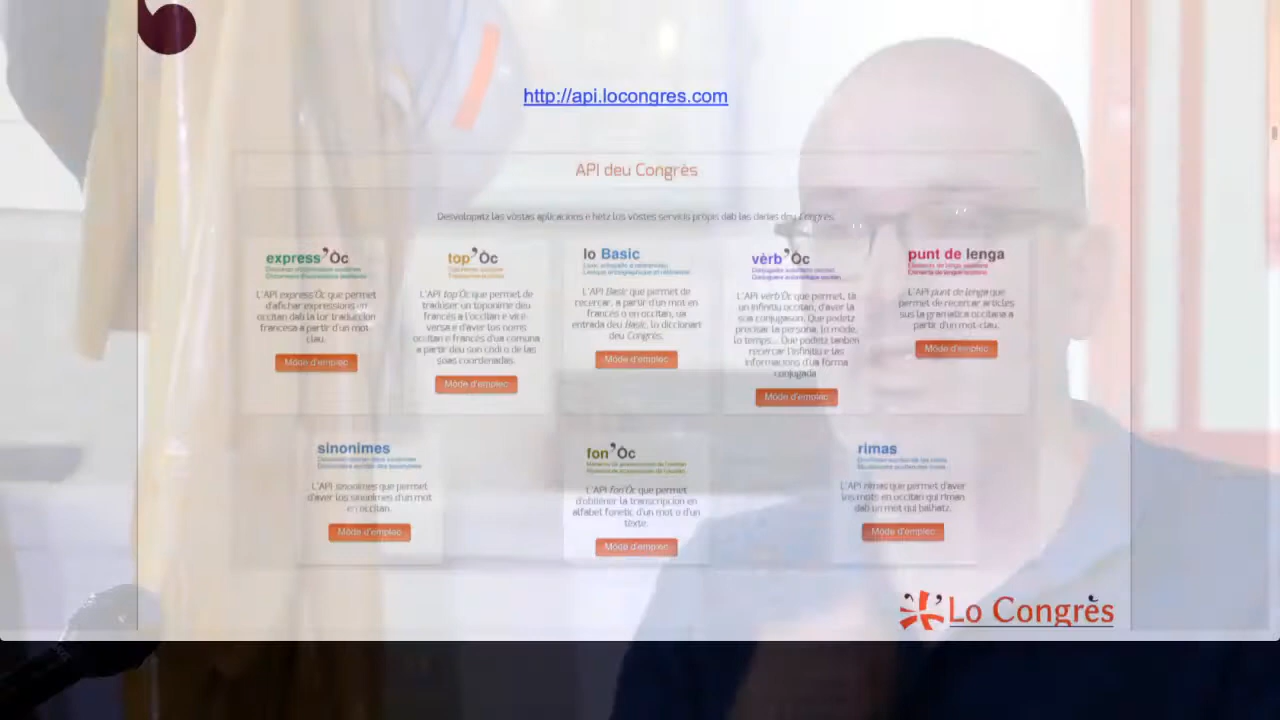 http://api.locongres.com
API deu Congrès
Desvolopatz las vòstas aplicacions e hètz los vòstes servicis pròpis dab las dadas deu Congrès.
express'Òc
L'API express'Òc que permet
d'afichar expressions en
occitan dab la lor traduccion
francesa a partir d'un mot
clau.
Mòde d'emplec
top'Òc
L'API top'Òc que permet de
traduser un toponime deu
francés a l'occitan e vice-
versa e d'aver los noms
occitan e francés d'ua comuna
a partir deu son còdi o de las
soas coordenadas.
Mòde d'emplec
lo Basic
L'API Basic que permet de
recercar, a partir d'un mot en
francés o en occitan, ua
entrada deu Basic, lo diccionari
deu Congrès.
Mòde d'emplec
vèrb'Òc
L'API vèrb'Òc que permet, tà
un infinitiu occitan, d'aver la
soa conjugason. Que podetz
precisar la persona, lo mòde,
lo temps... Que podetz tanben
recercar l'infinitiu e las
informacions d'ua fòrma
conjugada
Mòde d'emplec
punt de lenga
L'API punt de lenga que
permet de recercar articles
sus la gramatica occitana a
partir d'un mot-clau.
Mòde d'emplec
sinonimes
L'API sinonimes que permet
d'aver los sinonimes d'un mot
en occitan.
Mòde d'emplec
fon'Òc
L'API fon'Òc que permet
d'obtiéner la transcripcion en
alfabet fonetic d'un mot o d'un
tèxte.
Mòde d'emplec
rimas
L'API rimas que permet d'aver
los mots en occitan qui riman
dab un mot qui balhatz.
Mòde d'emplec
Lo Congrès